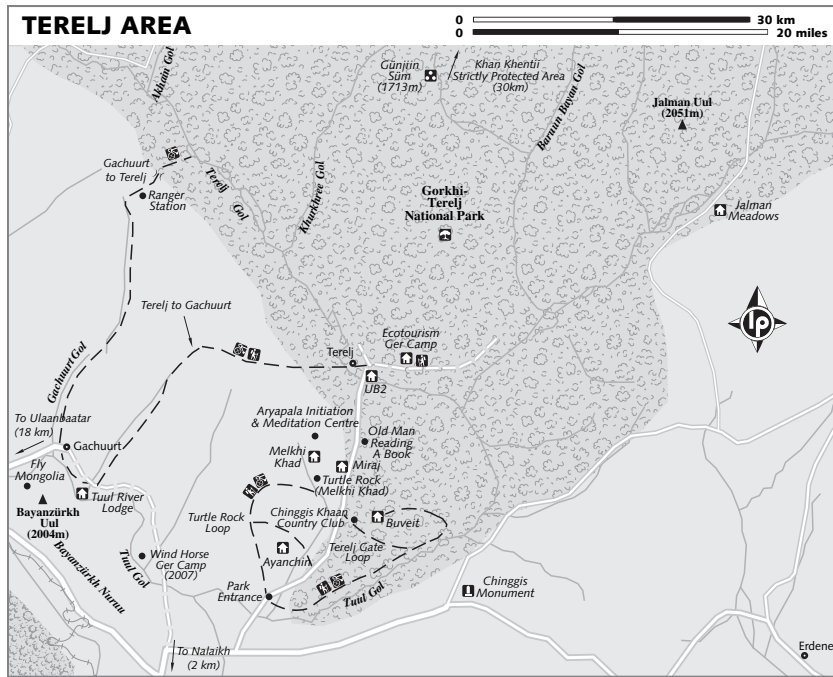 TERELJ AREA
0 30 km
0 20 miles
Akhain Gol
Günjiin
Süm
(1713m)
Khan Khentii
Strictly Protected Area
(30km)
Baruun Bayan Gol
Jalman Uul
(2051m)
Gachuurt
to Terelj
Ranger
Station
Terelj Gol
Khurkhree Gol
Gorkhi-
Terelj
National Park
Jalman
Meadows
lp
Terelj to Gachuurt
Gachuurt Gol
Terelj
Ecotourism
Ger Camp
UB2
To Ulaanbaatar
(18 km)
Gachuurt
Aryapala Initiation
& Meditation Centre
Old Man
Reading
A Book
Melkhi
Khad
Miraj
Fly
Mongolia
Turtle Rock
(Melkhi Khad)
Tuul River
Lodge
Bayanzürkh
Uul
(2004m)
Turtle Rock
Loop
Chinggis Khaan
Country Club
Buveit
Terelj Gate
Loop
Ayanchin
Bayanzürkh Nuruu
Tuul Gol
Wind Horse
Ger Camp
(2007)
Park
Entrance
Tuul Gol
Chinggis
Monument
To Nalaikh
(2 km)
Erdene